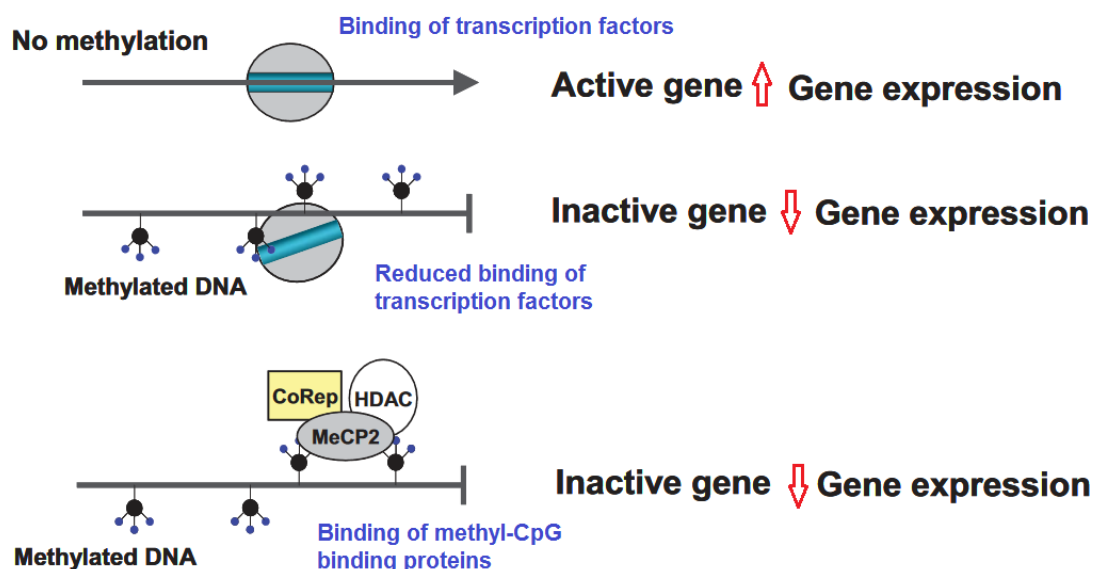 No methylation
Binding of transcription factors
Active gene Gene expression
Inactive gene Gene expression
Methylated DNA
Reduced binding of
transcription factors
CoRep
HDAC
MeCP2
Inactive gene Gene expression
Binding of methyl-CpG
binding proteins
Methylated DNA